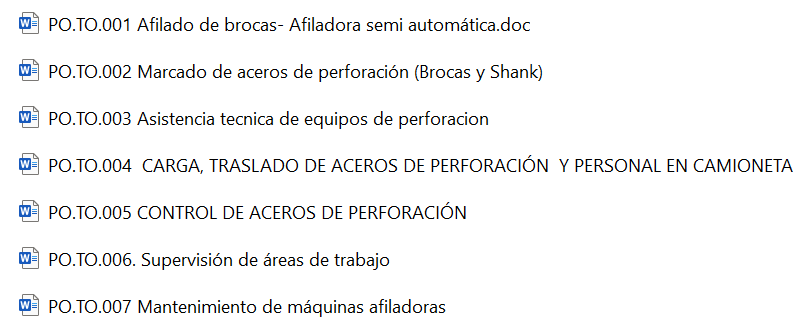 PO.TO.001 Afilado de brocas- Afiladora semi automática.doc
PO.TO.002 Marcado de aceros de perforación (Brocas y Shank)
PO.TO.003 Asistencia tecnica de equipos de perforacion
PO.TO.004  CARGA, TRASLADO DE ACEROS DE PERFORACIÓN  Y PERSONAL EN CAMIONETA
PO.TO.005 CONTROL DE ACEROS DE PERFORACIÓN
PO.TO.006. Supervisión de áreas de trabajo
PO.TO.007 Mantenimiento de máquinas afiladoras